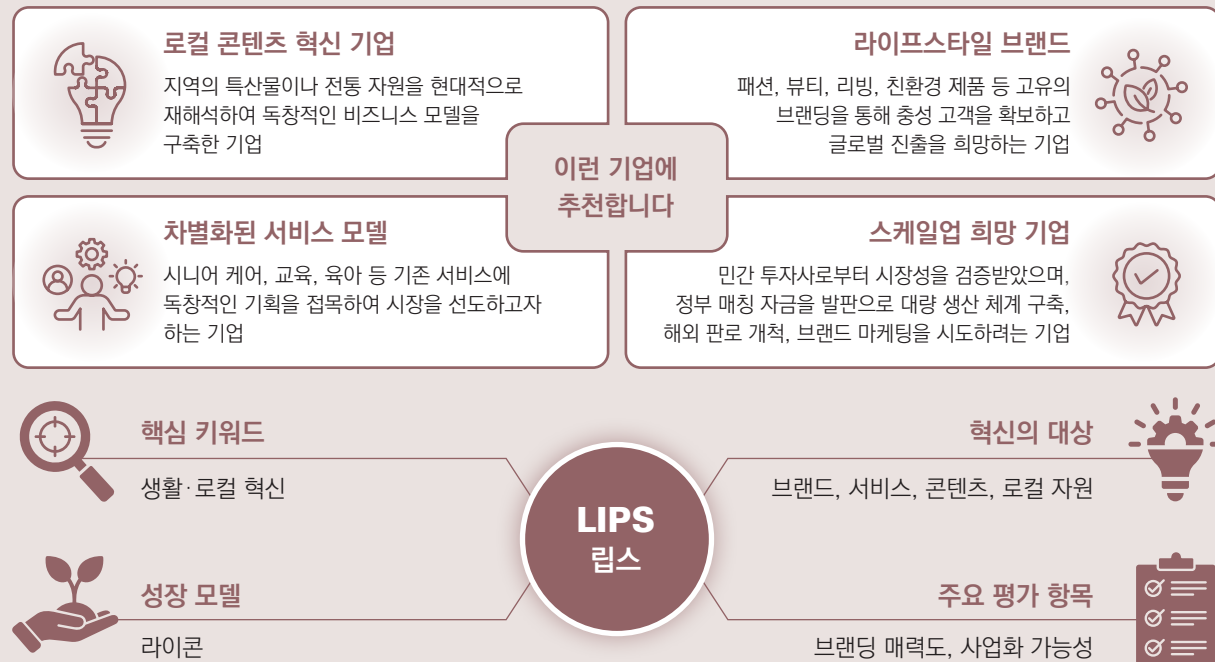 로컬 콘텐츠 혁신 기업
지역의 특산물이나 전통 자원을 현대적으로
재해석하여 독창적인 비즈니스 모델을
구축한 기업
라이프스타일 브랜드
패션, 뷰티, 리빙, 친환경 제품 등 고유의
브랜딩을 통해 충성 고객을 확보하고
글로벌 진출을 희망하는 기업
이런 기업에
추천합니다
차별화된 서비스 모델
시니어 케어, 교육, 육아 등 기존 서비스에
독창적인 기획을 접목하여 시장을 선도하고자
하는 기업
스케일업 희망 기업
민간 투자사로부터 시장성을 검증받았으며,
정부 매칭 자금을 발판으로 대량 생산 체계 구축,
해외 판로 개척, 브랜드 마케팅을 시도하려는 기업
핵심 키워드
생활·로컬 혁신
혁신의 대상
브랜드, 서비스, 콘텐츠, 로컬 자원
LIPS
립스
성장 모델
라이콘
주요 평가 항목
브랜딩 매력도, 사업화 가능성